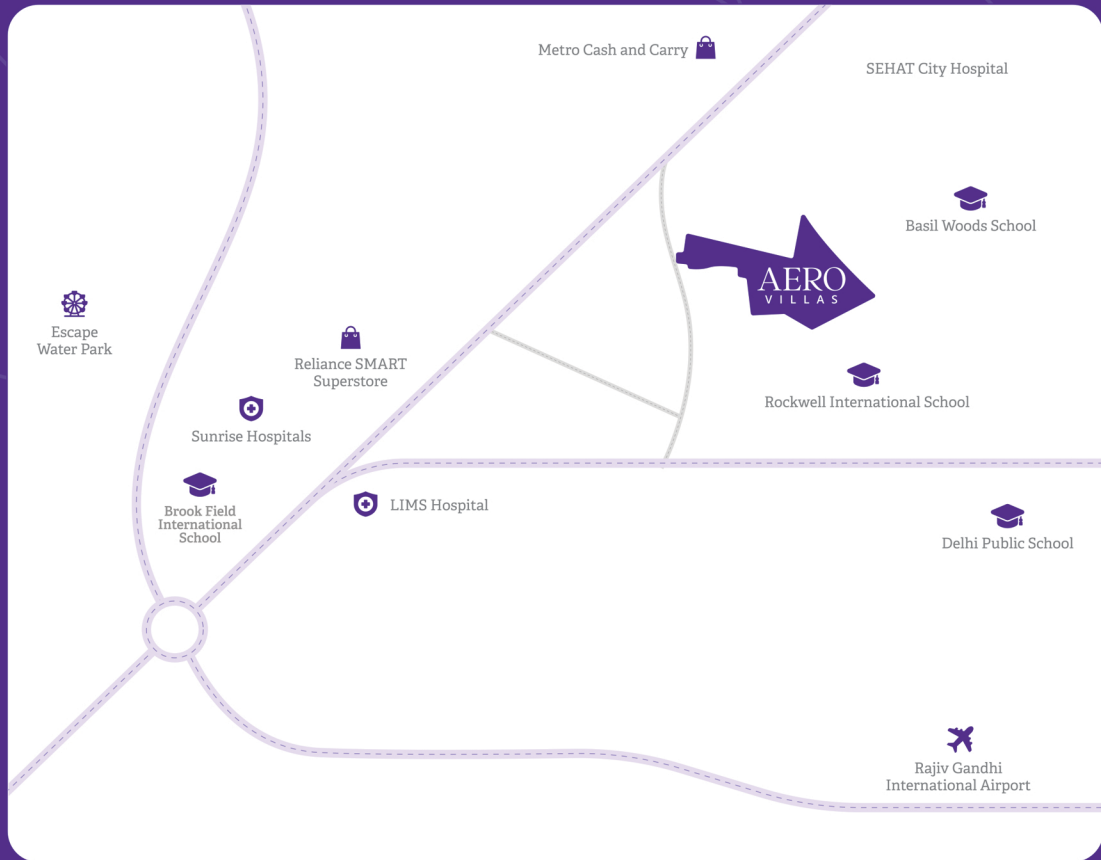 Metro Cash and Carry
SEHAT City Hospital
Basil Woods School
AERO
VILLAS
Escape
Water Park
Reliance SMART
Superstore
Rockwell International School
Sunrise Hospitals
Brook Field
International
School
LIMS Hospital
Delhi Public School
Rajiv Gandhi
International Airport